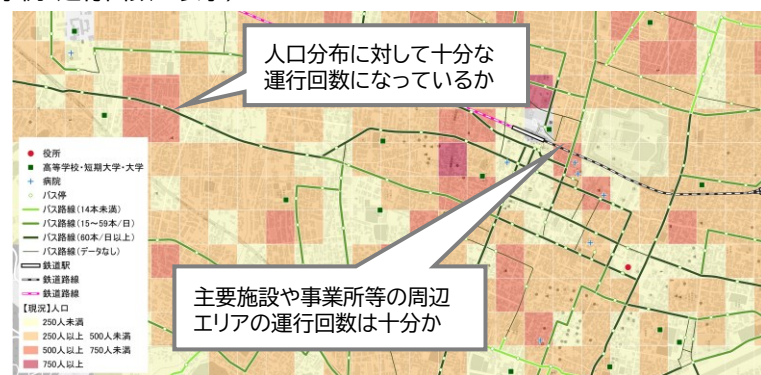 人口分布に対して十分な
運行回数になっているか
役所
高等学校・短期大学・大学
病院
バス停
バス路線(14本未満)
バス路線(15~59本/日)
バス路線(60本/日以上)
バス路線(データなし)
鉄道駅
鉄道路線
鉄道路線
【現況】人口
250人未満
250人以上 500人未満
500人以上 750人未満
750人以上
主要施設や事業所等の周辺
エリアの運行回数は十分か